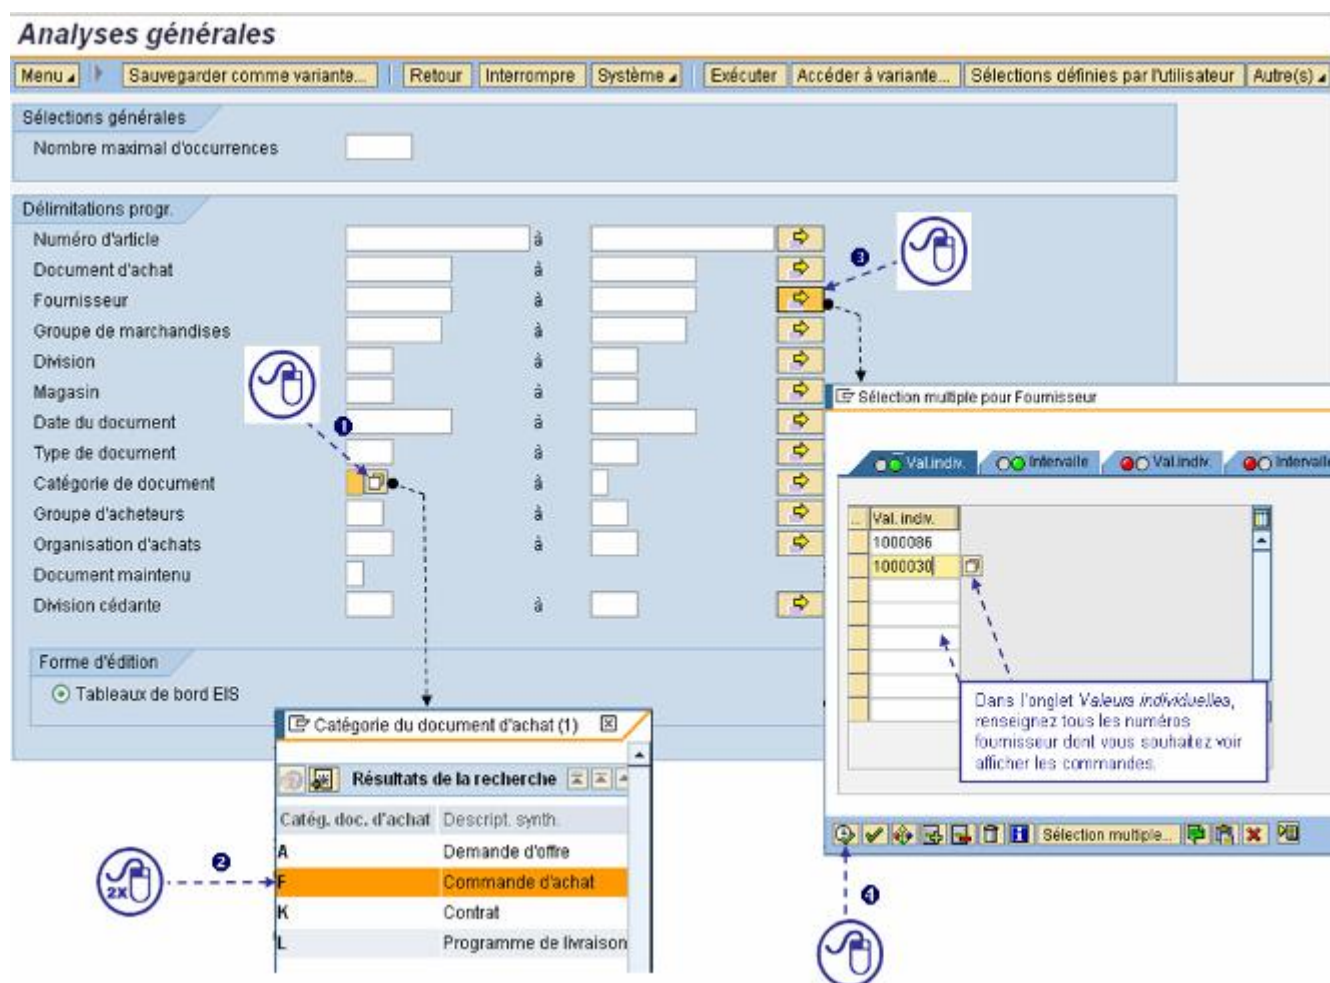 Analyses générales
Menu Sauvegarder comme variante... Retour Interrompre Système Exécuter Accéder à variante... Sélections définies par l'utilisateur Autre(s)
Sélections générales
Nombre maximal d'occurrences
Délimitations progr.
Numéro d'article à
Document d'achat à
3
Fournisseur à
Groupe de marchandises à
Division à
Magasin à
Sélection multiple pour Fournisseur
Date du document à
1
Type de document à
Val.indiv. Intervalle Val.indiv. Intervalle
Catégorie de document à
Groupe d'acheteurs à
... Val. indiv.
Organisation d'achats à
1000086
1000030
Document maintenu
Division cédante à
Forme d'édition
Tableaux de bord EIS
Dans l'onglet Valeurs individuelles,
renseignez tous les numéros
fournisseur dont vous souhaitez voir
afficher les commandes.
Catégorie du document d'achat (1)
Résultats de la recherche
Catég. doc. d'achat Descript. synth.
Sélection multiple...
A Demande d'offre
2
2X
F Commande d'achat
4
K Contrat
L Programme de livraison